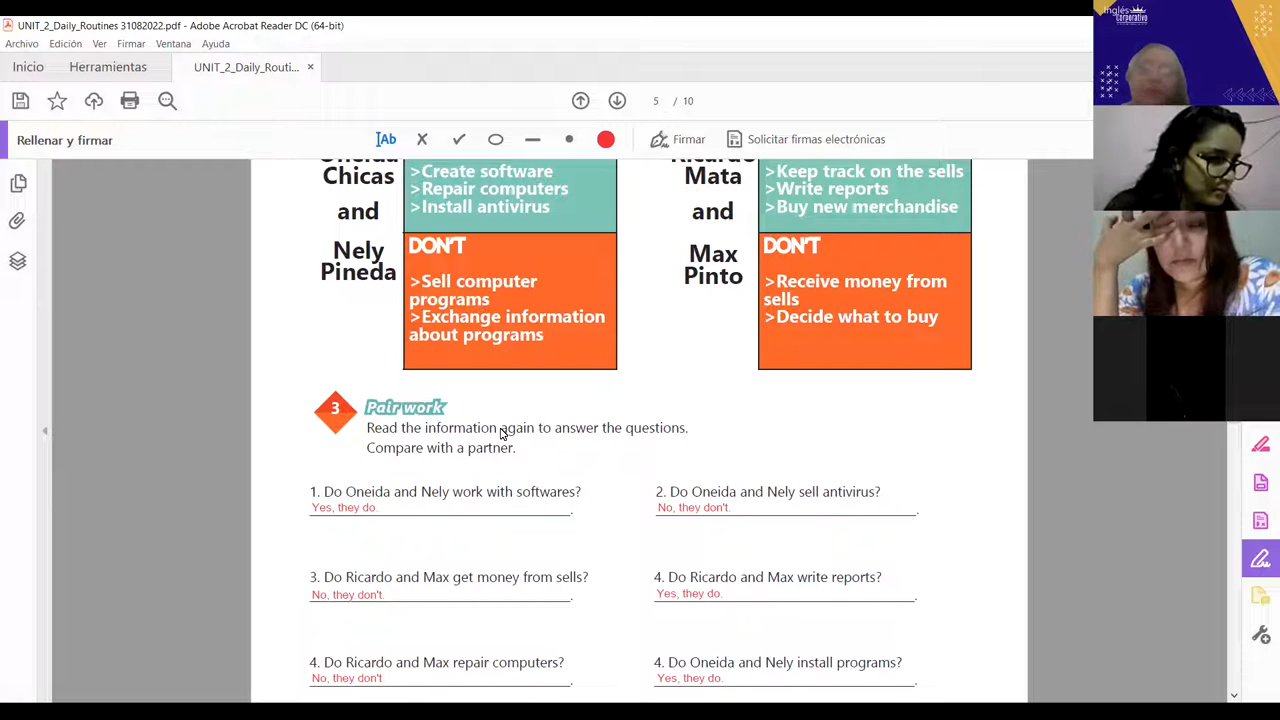 UNIT_2_Daily_Routines 31082022.pdf - Adobe Acrobat Reader DC (64-bit)
Archivo Edición Ver Firmar Ventana Ayuda
Inicio Herramientas UNIT_2_Daily_Routi... ×
5 / 10
Rellenar y firmar
Ab Firmar Solicitar firmas electrónicas
Inglés
Corporativo
Oneida
Chicas
and
Nely
Pineda
>Create software
>Repair computers
>Install antivirus
DON'T
>Sell computer
programs
>Exchange information
about programs
Ricardo
Mata
and
Max
Pinto
>Keep track on the sells
>Write reports
>Buy new merchandise
DON'T
>Receive money from
sells
>Decide what to buy
3 Pair work
Read the information again to answer the questions.
Compare with a partner.
1. Do Oneida and Nely work with softwares?
Yes, they do.
2. Do Oneida and Nely sell antivirus?
No, they don't.
3. Do Ricardo and Max get money from sells?
No, they don't.
4. Do Ricardo and Max write reports?
Yes, they do.
4. Do Ricardo and Max repair computers?
No, they don't
4. Do Oneida and Nely install programs?
Yes, they do.